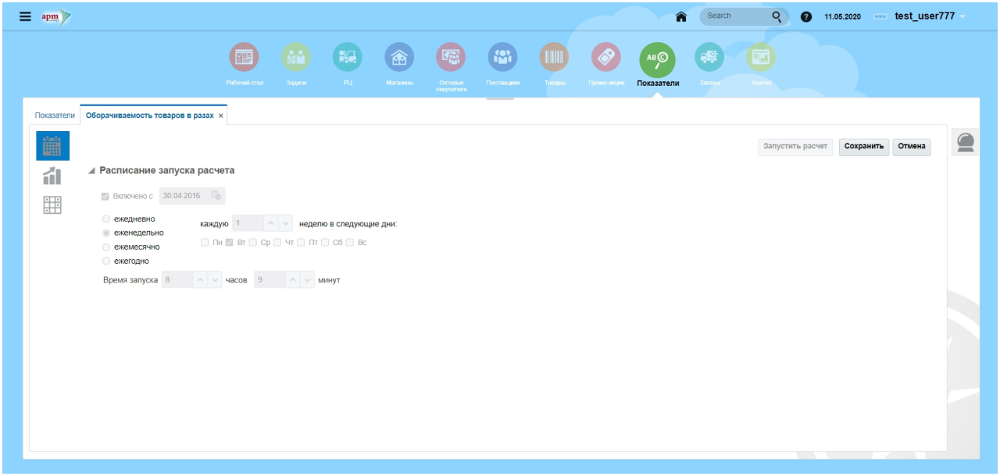 apm
Search
11.05.2020
test_user777
Рабочий стол
Задачи
РЦ
Магазины
Оптовые
покупатели
Поставщики
Товары
Промо-акции
АВ©
Показатели
Заказы
Анализ
Показатели
Оборачиваемость товаров в разах ×
Запустить расчет
Сохранить
Отмена
Расписание запуска расчета
Включено с 30.04.2016
ежедневно
еженедельно
ежемесячно
ежегодно
каждую 1 неделю в следующие дни:
Пн Вт Ср Чт Пт Сб Вс
Время запуска 8 часов 9 минут